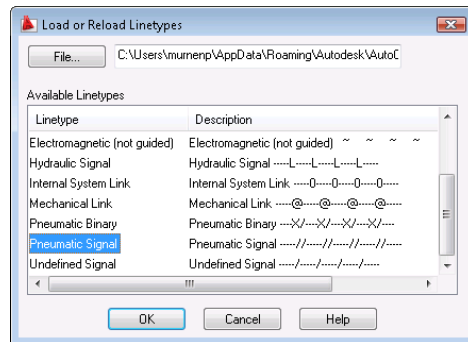 Load or Reload Linetypes
File... C:\Users\murnenp\AppData\Roaming\Autodesk\AutoC
Available Linetypes
Linetype Description
Electromagnetic (not guided) Electromagnetic (not guided) ~ ~ ~ ~
Hydraulic Signal Hydraulic Signal -----L-----L-----L-----L-----
Internal System Link Internal System Link -----0-----0-----0-----0-----
Mechanical Link Mechanical Link -----@-----@-----@-----@-----
Pneumatic Binary Pneumatic Binary ---X/---X/---X/---X/----
Pneumatic Signal Pneumatic Signal -----//-----//-----//-----//-----
Undefined Signal Undefined Signal -----/-----/-----/-----/-----
OK Cancel Help